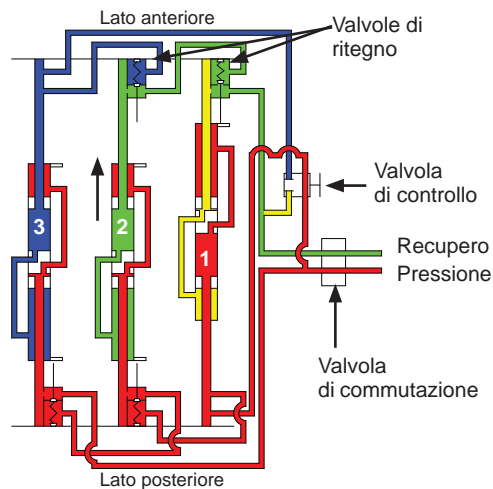 Lato anteriore
Valvole di
ritegno
3
2
1
Valvola
di controllo
Recupero
Pressione
Valvola
di commutazione
Lato posteriore